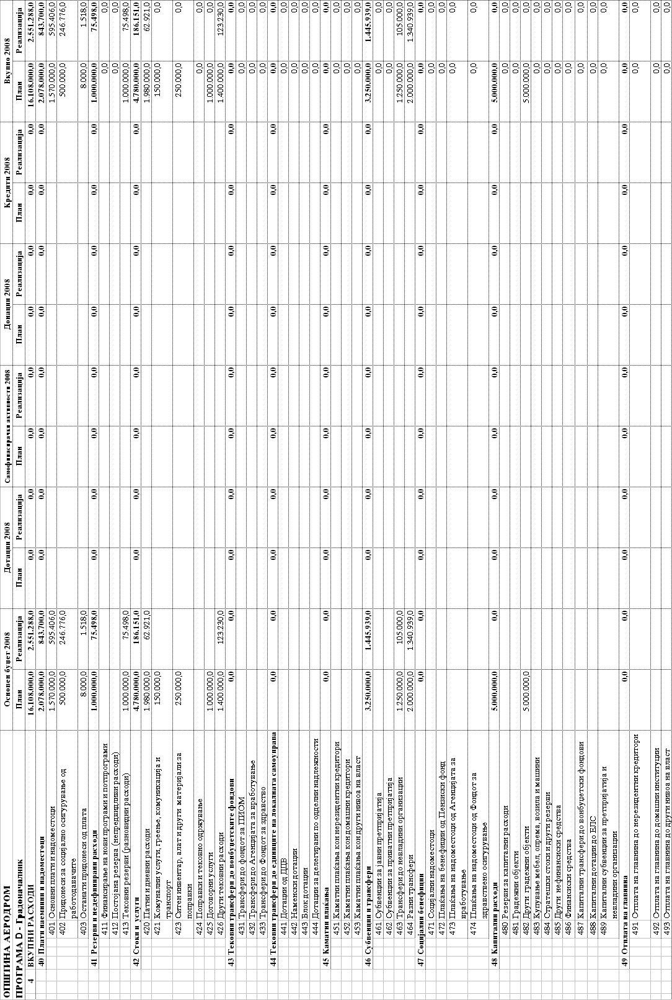 ОПШТИНА АЕРОДРОМ Основен буџет 2008 Дотации 2008 Самофинансирачки активности 2008 Донации 2008 Кредити 2008 Вкупно 2008
ПРОГРАМА D - Градоначалник План Реализација План Реализација План Реализација План Реализација План Реализација План Реализација
4 ВКУПНИ РАСХОДИ 16.108.000,0 2.551.288,0 0,0 0,0 0,0 0,0 0,0 0,0 0,0 0,0 16.108.000,0 2.551.288,0
40 Плати наемнини и надоместоци 2.078.000,0 843.700,0 0,0 0,0 0,0 0,0 0,0 0,0 0,0 0,0 2.078.000,0 843.700,0
401 Основни плати и надоместоци 1.570.000,0 595.406,0 1.570.000,0 595.406,0
402 Придонеси за социјално осигурување од 500.000,0 246.776,0 500.000,0 246.776,0
работодавачите
403 Останати придонеси од плата 8.000,0 1.518,0 8.000,0 1.518,0
41 Резерви и недефинирани расходи 1.000.000,0 75.498,0 0,0 0,0 0,0 0,0 0,0 0,0 0,0 0,0 1.000.000,0 75.498,0
411 Финансирање на нови програми и потпрограми 0,0 0,0
412 Постојана резерва (непредвидливи расходи) 0,0 0,0
413 Тековни резерви (разновидни расходи) 1.000.000,0 75.498,0 1.000.000,0 75.498,0
42 Стоки и услуги 4.780.000,0 186.151,0 0,0 0,0 0,0 0,0 0,0 0,0 0,0 0,0 4.780.000,0 186.151,0
420 Патни и дневни расходи 1.980.000,0 62.921,0 1.980.000,0 62.921,0
421 Комунални услуги, греење, комуникација и 150.000,0 150.000,0 0,0
транспорт
423 Ситен инвентар, алат и други материјали за 250.000,0 250.000,0 0,0
поправки
424 Поправки и тековно одржување 0,0 0,0
425 Договорни услуги 1.000.000,0 1.000.000,0 0,0
426 Други тековни расходи 1.400.000,0 123.230,0 1.400.000,0 123.230,0
43 Тековни трансфери до вонбуџетските фондови 0,0 0,0 0,0 0,0 0,0 0,0 0,0 0,0 0,0 0,0 0,0 0,0
431 Трансфери до фондот за ПИОМ 0,0 0,0
432 Трансфери до Агенцијата за вработување 0,0 0,0
433 Трансфери до Фондот за здравство 0,0 0,0
44 Тековни трансфери до единиците на локалната самоуправа 0,0 0,0 0,0 0,0 0,0 0,0 0,0 0,0 0,0 0,0 0,0 0,0
441 Дотации од ДДВ 0,0 0,0
442 Наменски дотации 0,0 0,0
443 Блок дотации 0,0 0,0
444 Дотации за делегирани по одделни надлежности 0,0 0,0
45 Каматни плаќања 0,0 0,0 0,0 0,0 0,0 0,0 0,0 0,0 0,0 0,0 0,0 0,0
451 Каматни плаќања кон нерезидентни кредитори 0,0 0,0
452 Каматни плаќања кон домашни кредитори 0,0 0,0
453 Каматни плаќања кон други нивоа на власт 0,0 0,0
46 Субвенции и трансфери 3.250.000,0 1.445.939,0 0,0 0,0 0,0 0,0 0,0 0,0 0,0 0,0 3.250.000,0 1.445.939,0
461 Субвенции за јавни претпријатија 0,0 0,0
462 Субвенции за приватни претпријатија 0,0 0,0
463 Трансфери до невладини организации 1.250.000,0 105.000,0 1.250.000,0 105.000,0
464 Разни трансфери 2.000.000,0 1.340.939,0 2.000.000,0 1.340.939,0
47 Социјални бенефиции 0,0 0,0 0,0 0,0 0,0 0,0 0,0 0,0 0,0 0,0 0,0 0,0
471 Социјални надоместоци 0,0 0,0
472 Плаќања на бенефиции од Пензиски фонд 0,0 0,0
473 Плаќања на надоместоци од Агенцијата за 0,0 0,0
вработување
474 Плаќања на надоместоци од Фондот за 0,0 0,0
здравствено осигурување
48 Капитални расходи 5.000.000,0 0,0 0,0 0,0 0,0 0,0 0,0 0,0 0,0 0,0 5.000.000,0 0,0
480 Резерви за капитални расходи 0,0 0,0
481 Градежни објекти 0,0 0,0
482 Други градежни објекти 5.000.000,0 5.000.000,0 0,0
483 Купување мебел, опрема, возила и машини 0,0 0,0
484 Стратешки стоки и други резерви 0,0 0,0
485 Други нефинансиски средства 0,0 0,0
486 Финансиски средства 0,0 0,0
487 Капитални трансфери до вонбуџетски фондови 0,0 0,0
488 Капитални дотации до ЕЛС 0,0 0,0
489 Капитални субвенции за претпријатија и 0,0 0,0
невладини организации
49 Отплата на главнина 0,0 0,0 0,0 0,0 0,0 0,0 0,0 0,0 0,0 0,0 0,0 0,0
491 Отплата на главнина до нерезидентни кредитори 0,0 0,0
492 Отплата на главнина до домашни институции 0,0 0,0
493 Отплата на главнина до други нивоа на власт 0,0 0,0